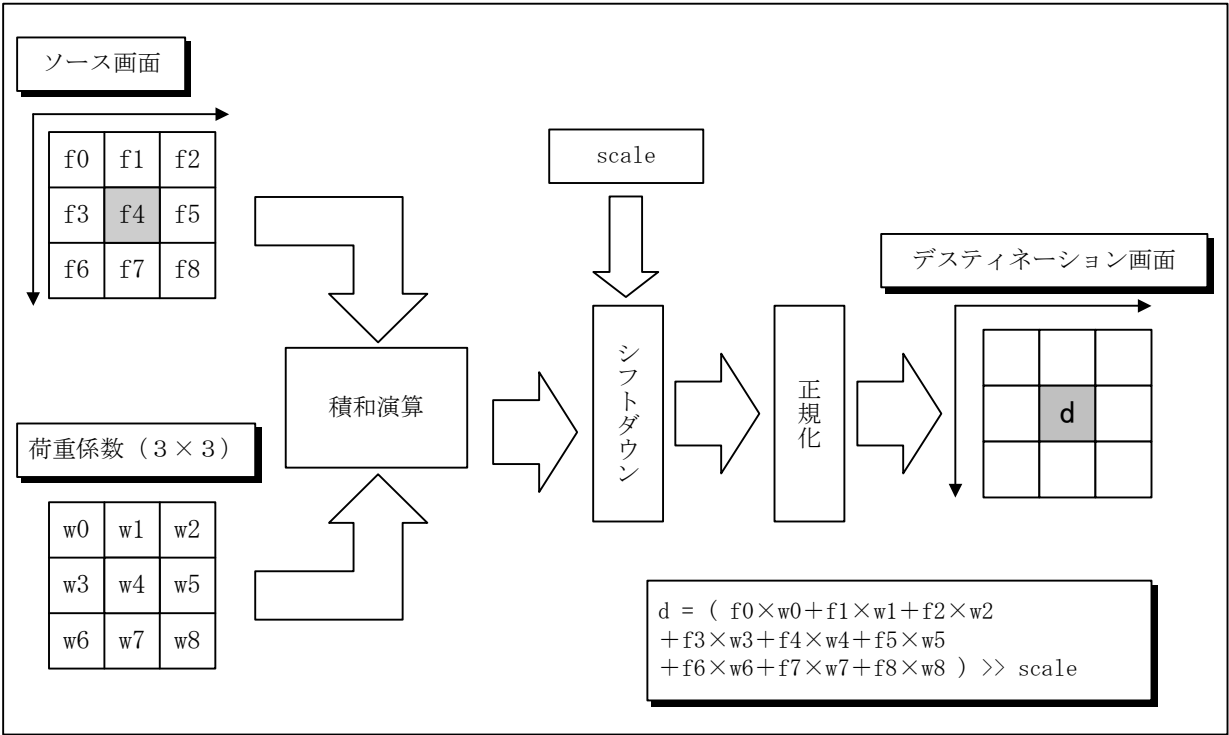 ソース画面
f0 f1 f2
f3 f4 f5
f6 f7 f8
scale
デスティネーション画面
積和演算
シフトダウン
正規化
d
荷重係数(3×3)
w0 w1 w2
w3 w4 w5
w6 w7 w8
d = ( f0×w0+f1×w1+f2×w2
+f3×w3+f4×w4+f5×w5
+f6×w6+f7×w7+f8×w8 ) >> scale